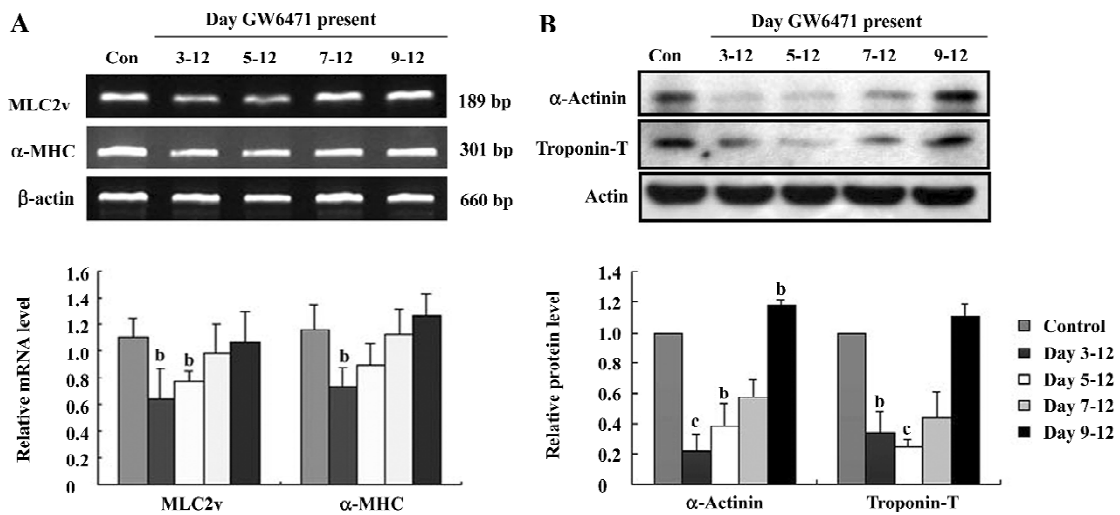 A
Day GW6471 present
Con 3-12 5-12 7-12 9-12
MLC2v 189 bp
α-MHC 301 bp
β-actin 660 bp
Relative mRNA level
1.6
1.4
1.2
1.0
0.8
0.6
0.4
0.2
0
b b b
MLC2v α-MHC
B
Day GW6471 present
Con 3-12 5-12 7-12 9-12
α-Actinin
Troponin-T
Actin
Relative protein level
1.4
1.2
1.0
0.8
0.6
0.4
0.2
0.0
c b b b c
α-Actinin Troponin-T
Control
Day 3-12
Day 5-12
Day 7-12
Day 9-12